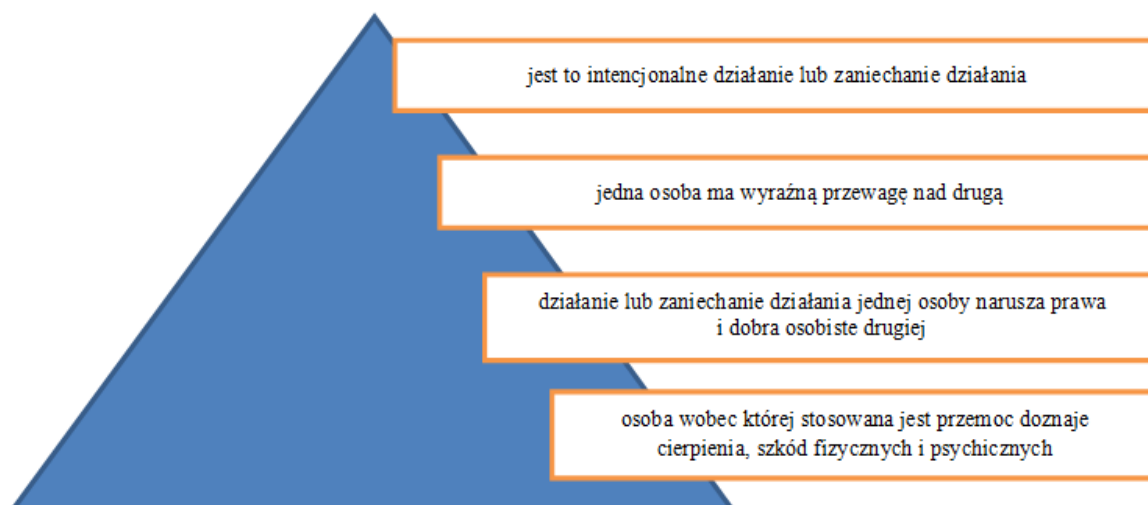 jest to intencjonalne działanie lub zaniechanie działania
jedna osoba ma wyraźną przewagę nad drugą
działanie lub zaniechanie działania jednej osoby narusza prawa
i dobra osobiste drugiej
osoba wobec której stosowana jest przemoc doznaje
cierpienia, szkód fizycznych i psychicznych